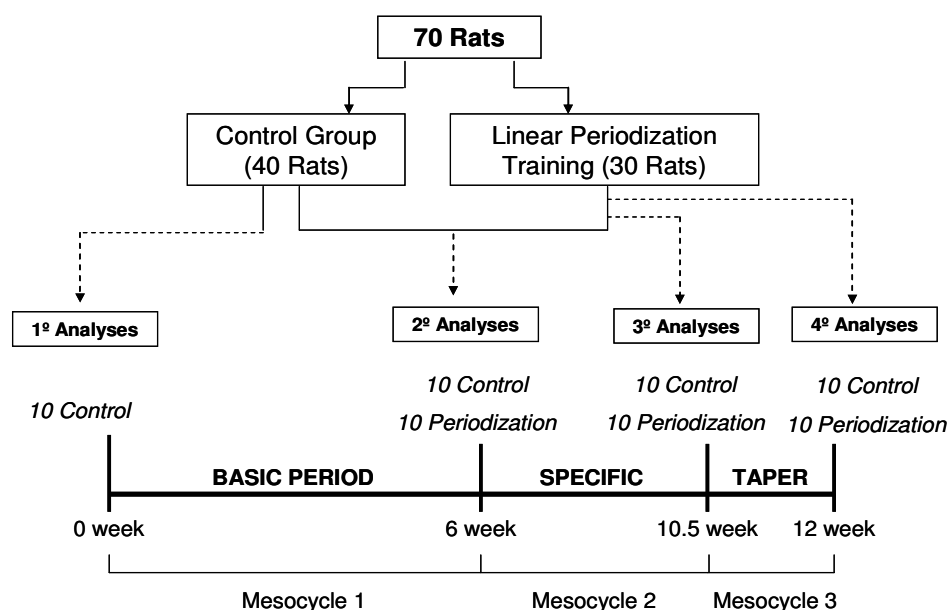 70 Rats
Control Group
(40 Rats)
Linear Periodization
Training (30 Rats)
1º Analyses
2º Analyses
3º Analyses
4º Analyses
10 Control
10 Control
10 Periodization
10 Control
10 Periodization
10 Control
10 Periodization
BASIC PERIOD
SPECIFIC
TAPER
0 week
6 week
10.5 week
12 week
Mesocycle 1
Mesocycle 2
Mesocycle 3